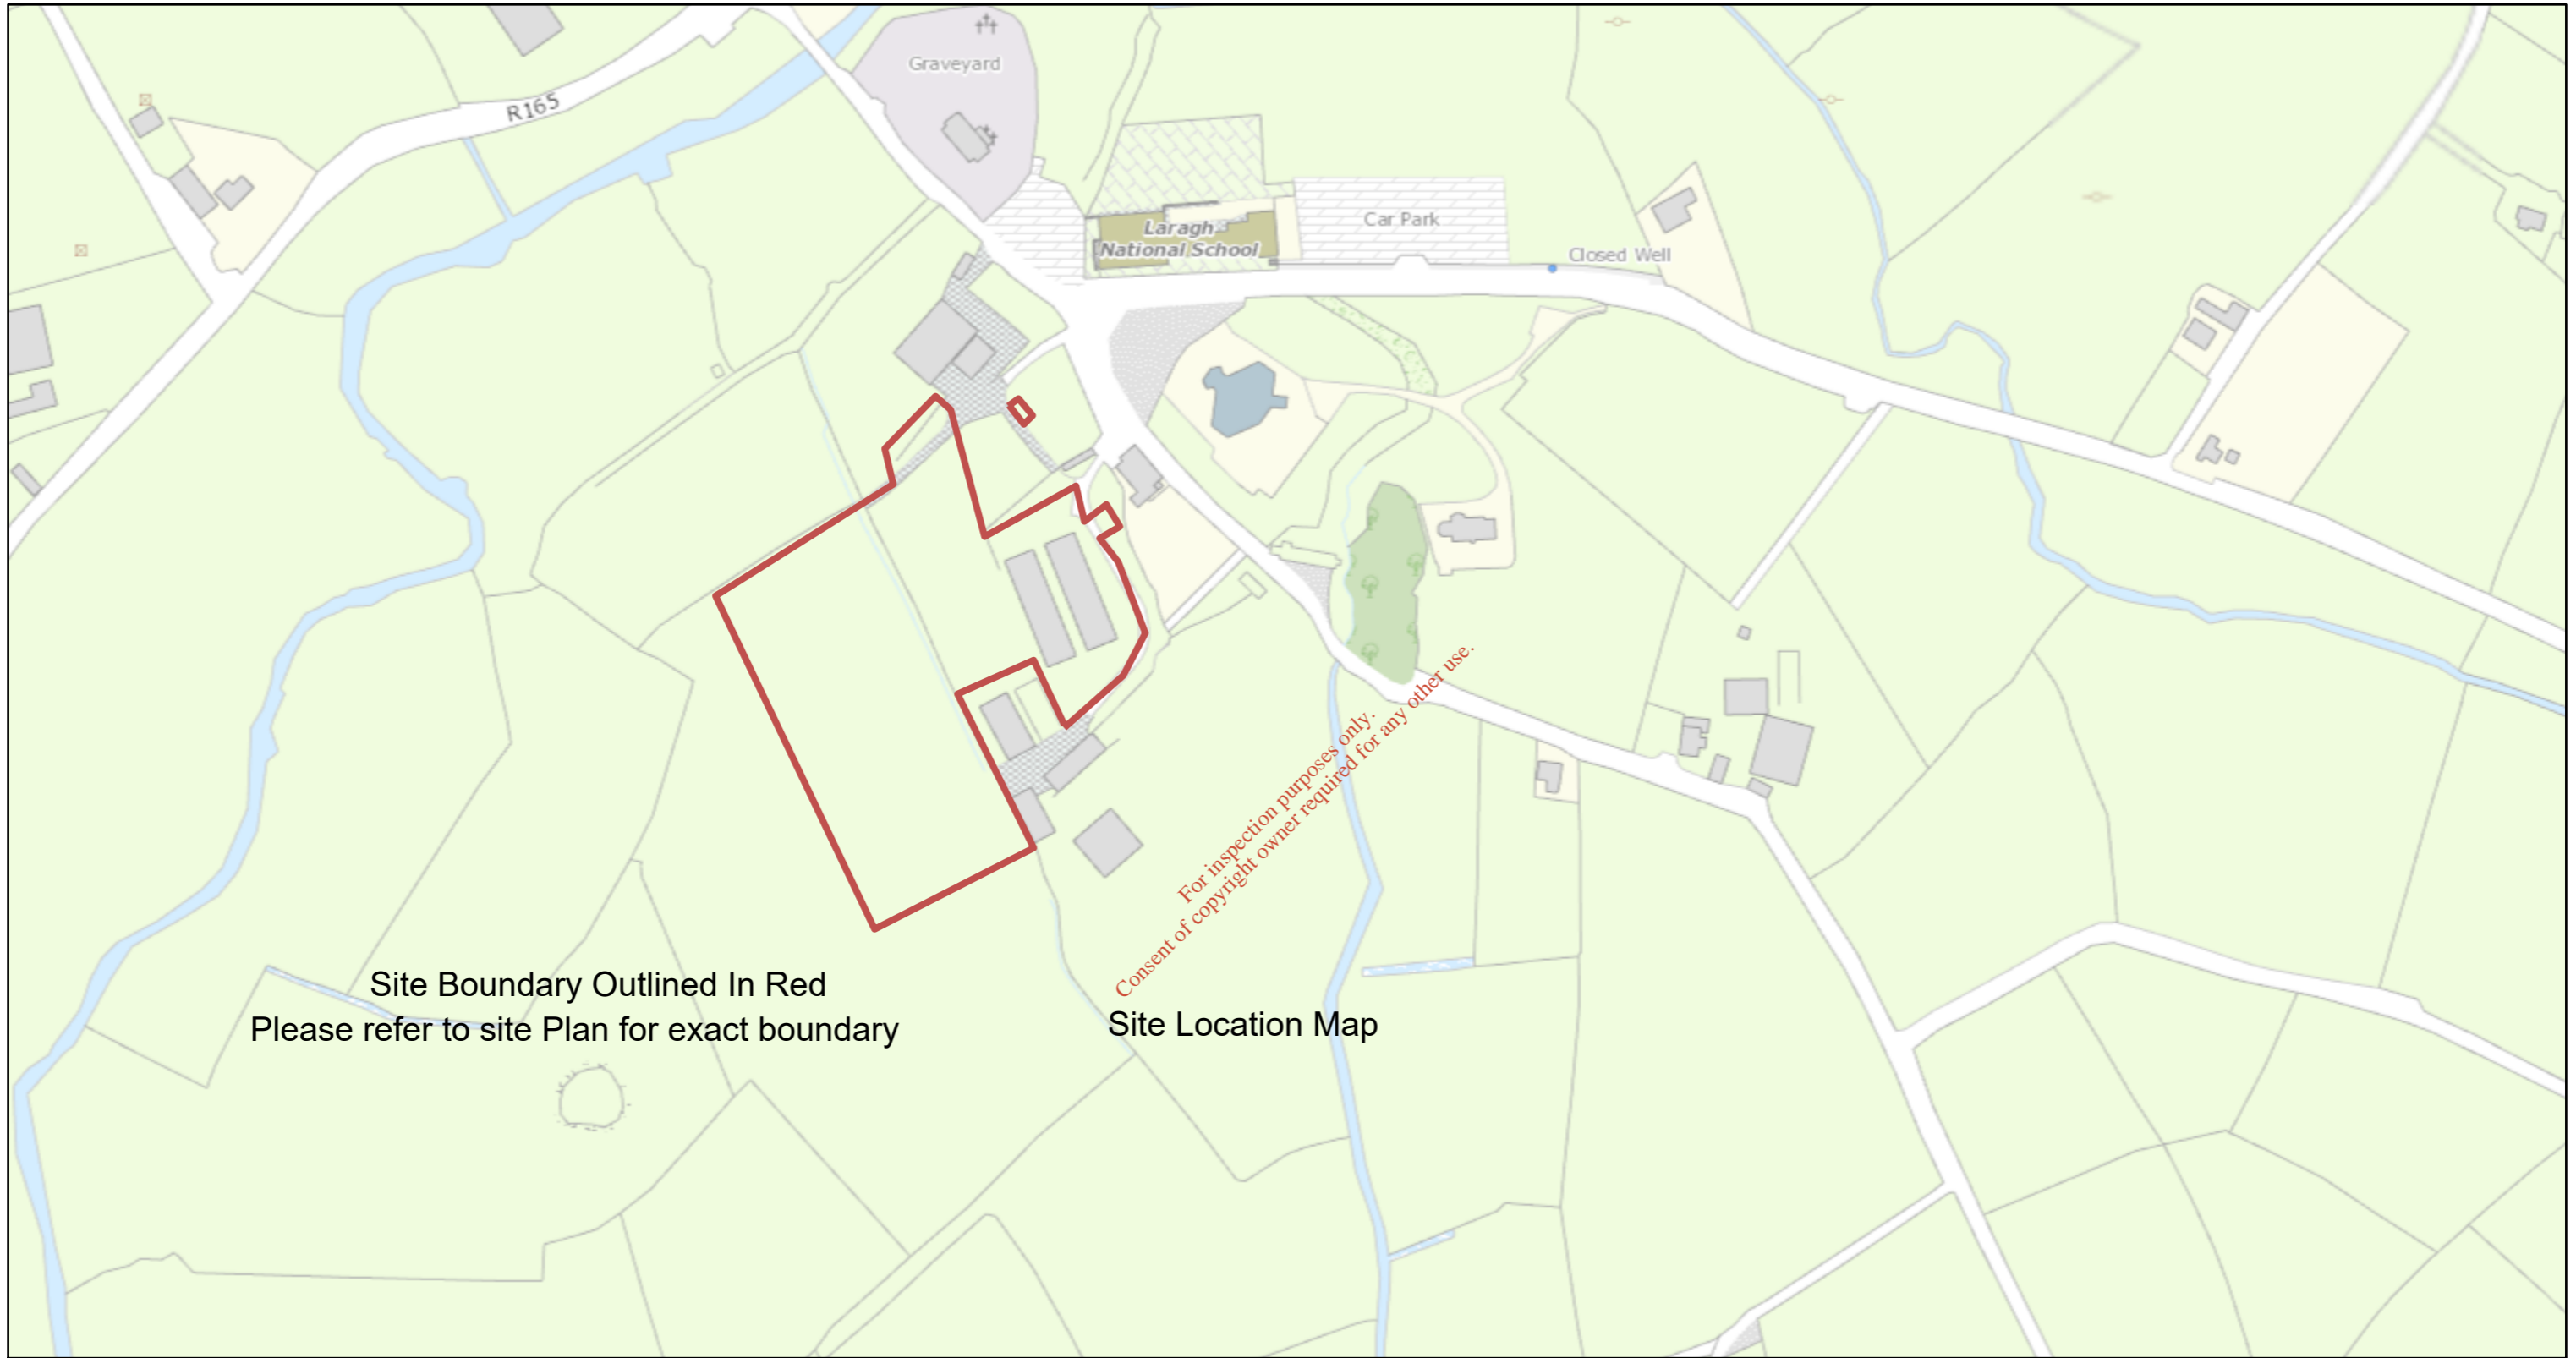 Graveyard
R165
Laragh
National School
Car Park
Closed Well
For inspection purposes only.
Consent of copyright owner required for any other use.
Site Boundary Outlined In Red
Please refer to site Plan for exact boundary
Site Location Map